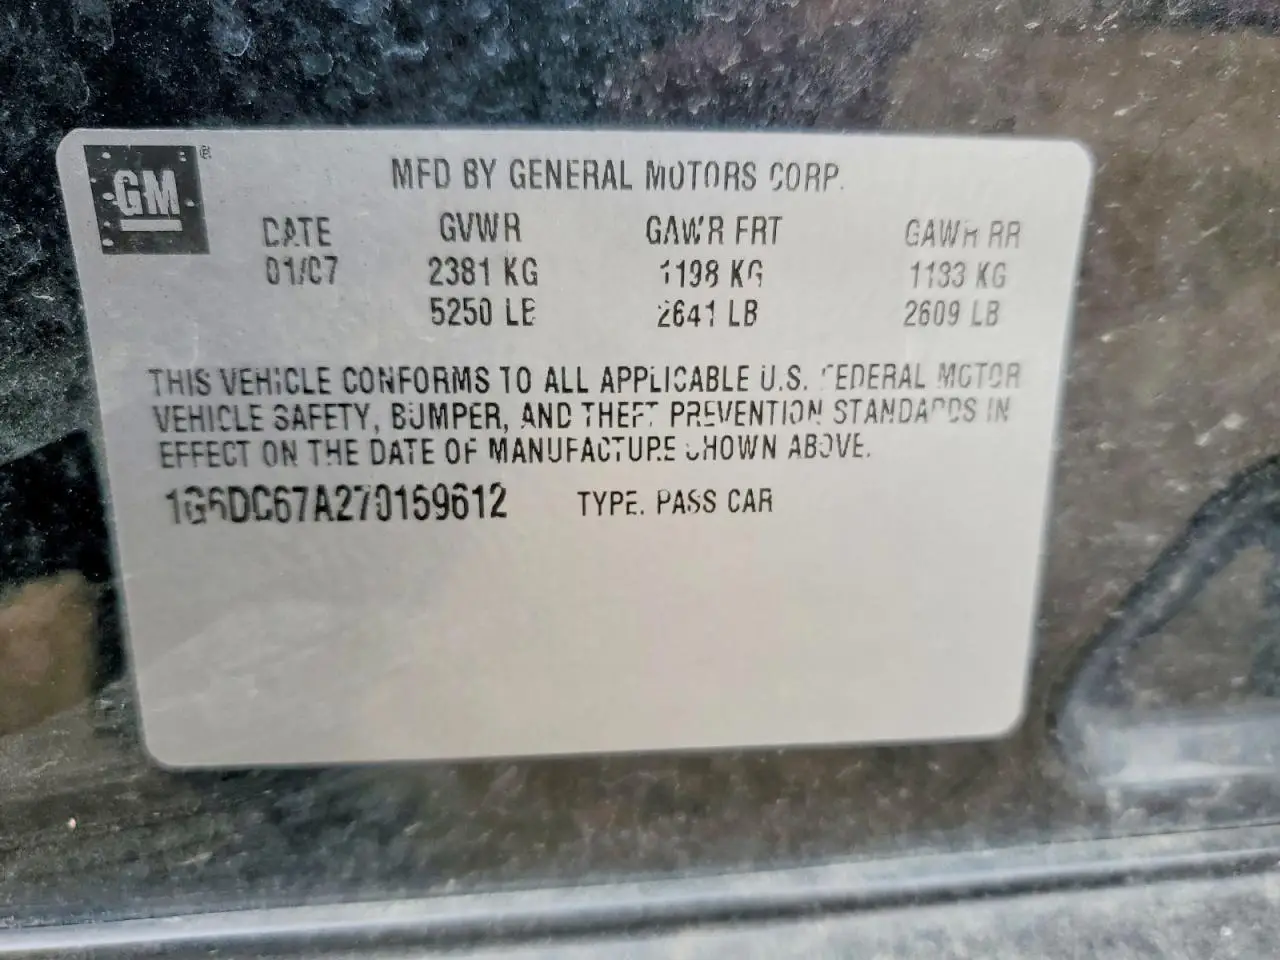 GM ®
MFD BY GENERAL MOTORS CORP.
DATE GVWR GAWR FRT GAWR RR
01/07 2381 KG 1198 KG 1183 KG
5250 LB 2641 LB 2609 LB
THIS VEHICLE CONFORMS TO ALL APPLICABLE U.S. FEDERAL MOTOR
VEHICLE SAFETY, BUMPER, AND THEFT PREVENTION STANDARDS IN
EFFECT ON THE DATE OF MANUFACTURE SHOWN ABOVE.
1G6DC67A270159612 TYPE: PASS CAR